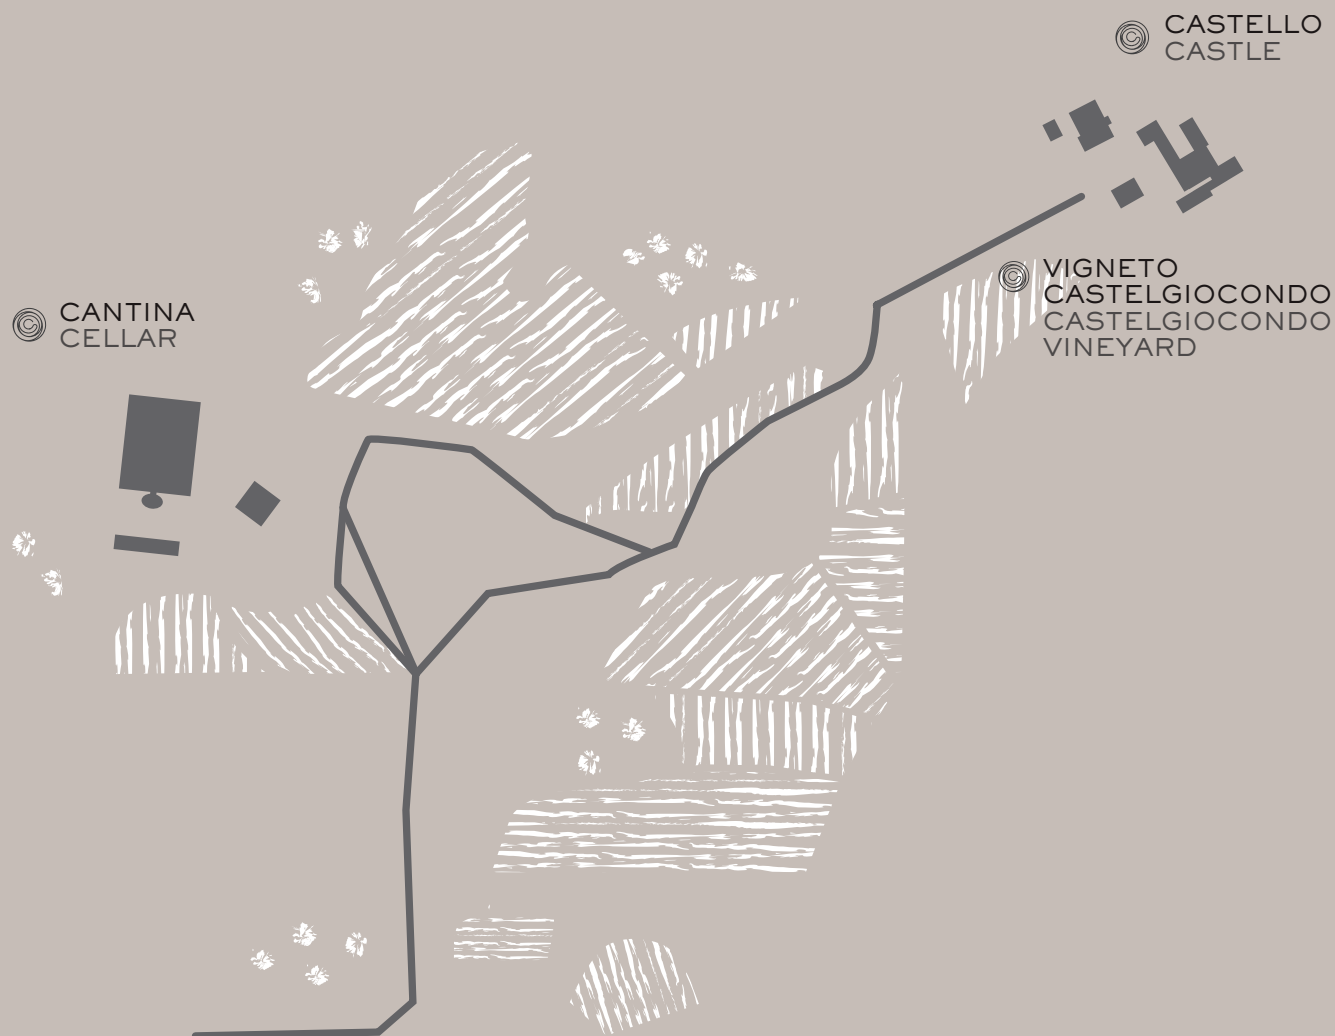 CASTELLO
CASTLE
VIGNETO
CASTELGIOCONDO
CASTELGIOCONDO
VINEYARD
CANTINA
CELLAR